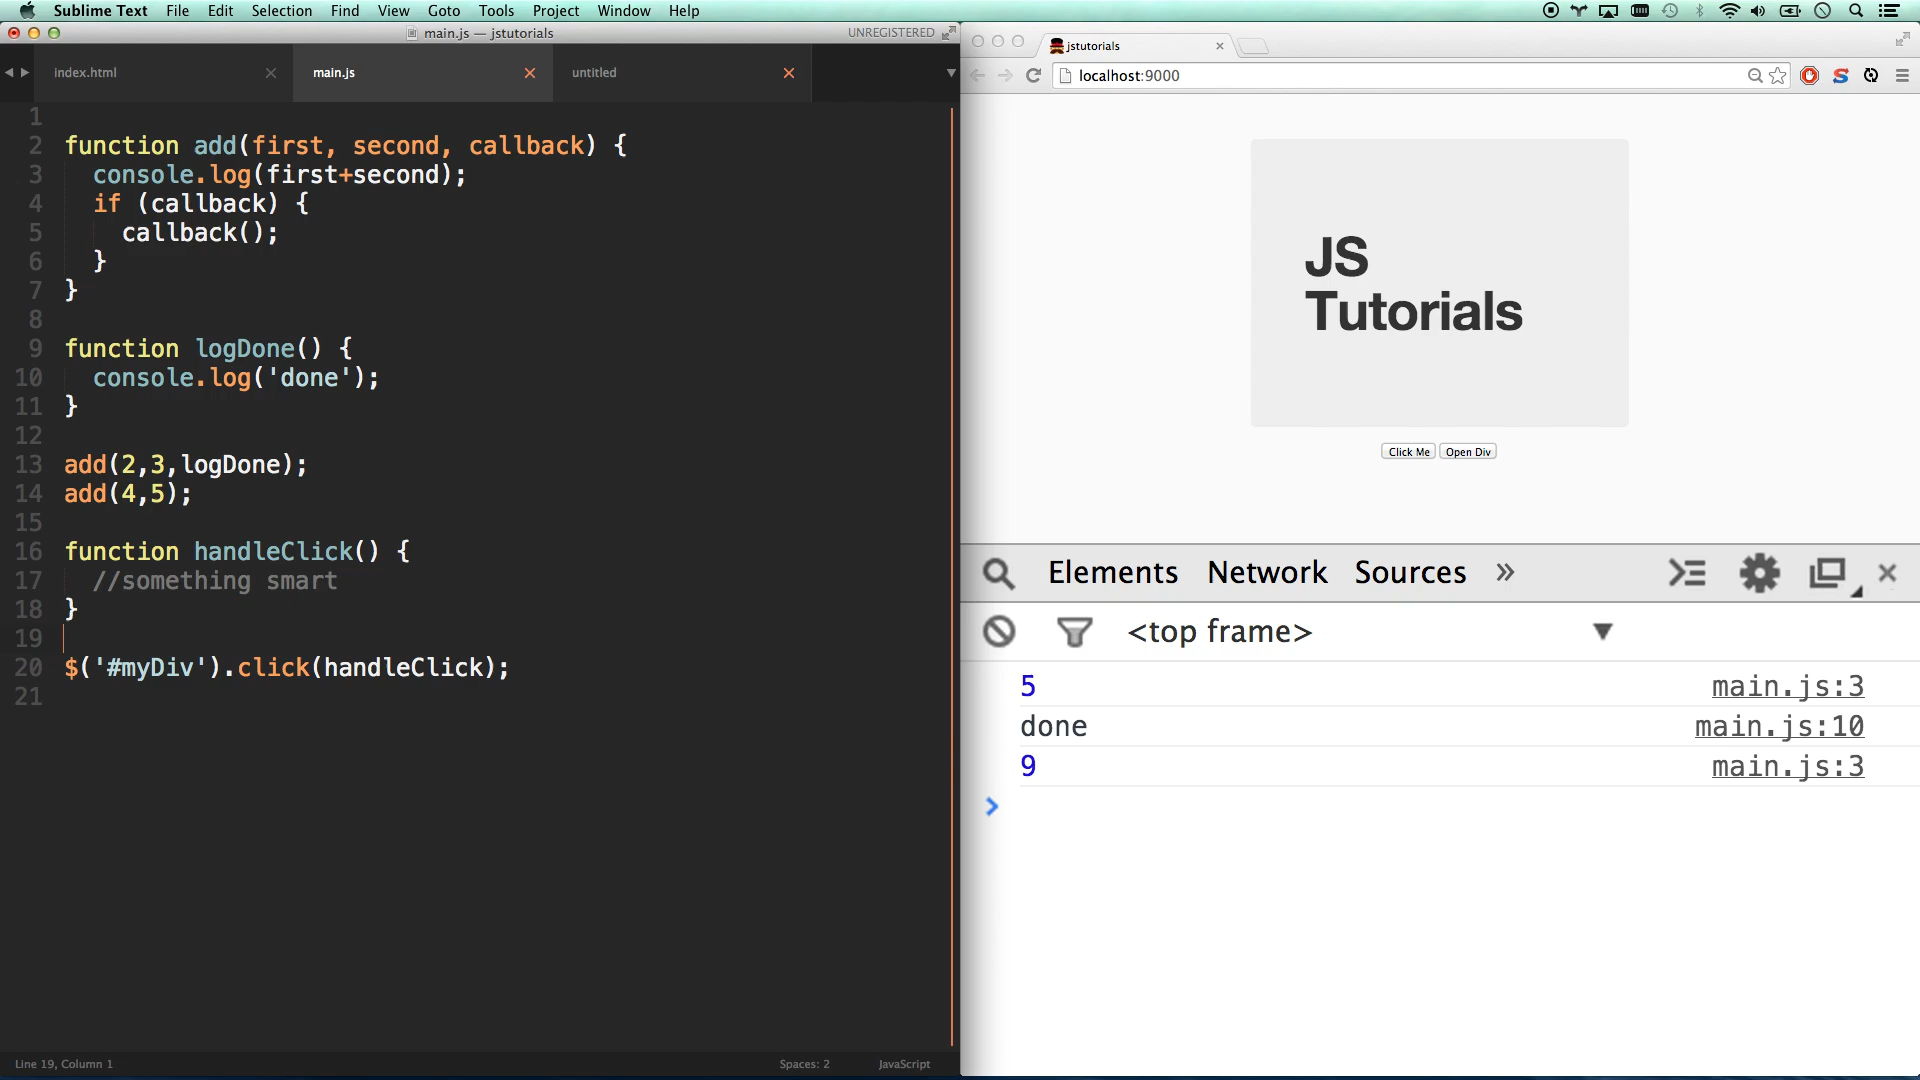 Sublime Text File Edit Selection Find View Goto Tools Project Window Help
main.js — jstutorials UNREGISTERED
index.html main.js untitled
1
2 function add(first, second, callback) {
3 console.log(first+second);
4 if (callback) {
5 callback();
6 }
7 }
8
9 function logDone() {
10 console.log('done');
11 }
12
13 add(2,3,logDone);
14 add(4,5);
15
16 function handleClick() {
17 //something smart
18 }
19
20 $('#myDiv').click(handleClick);
21
Line 19, Column 1 Spaces: 2 JavaScript
jstutorials
localhost:9000
JS
Tutorials
Click Me Open Div
Elements Network Sources »
<top frame>
5 main.js:3
done main.js:10
9 main.js:3